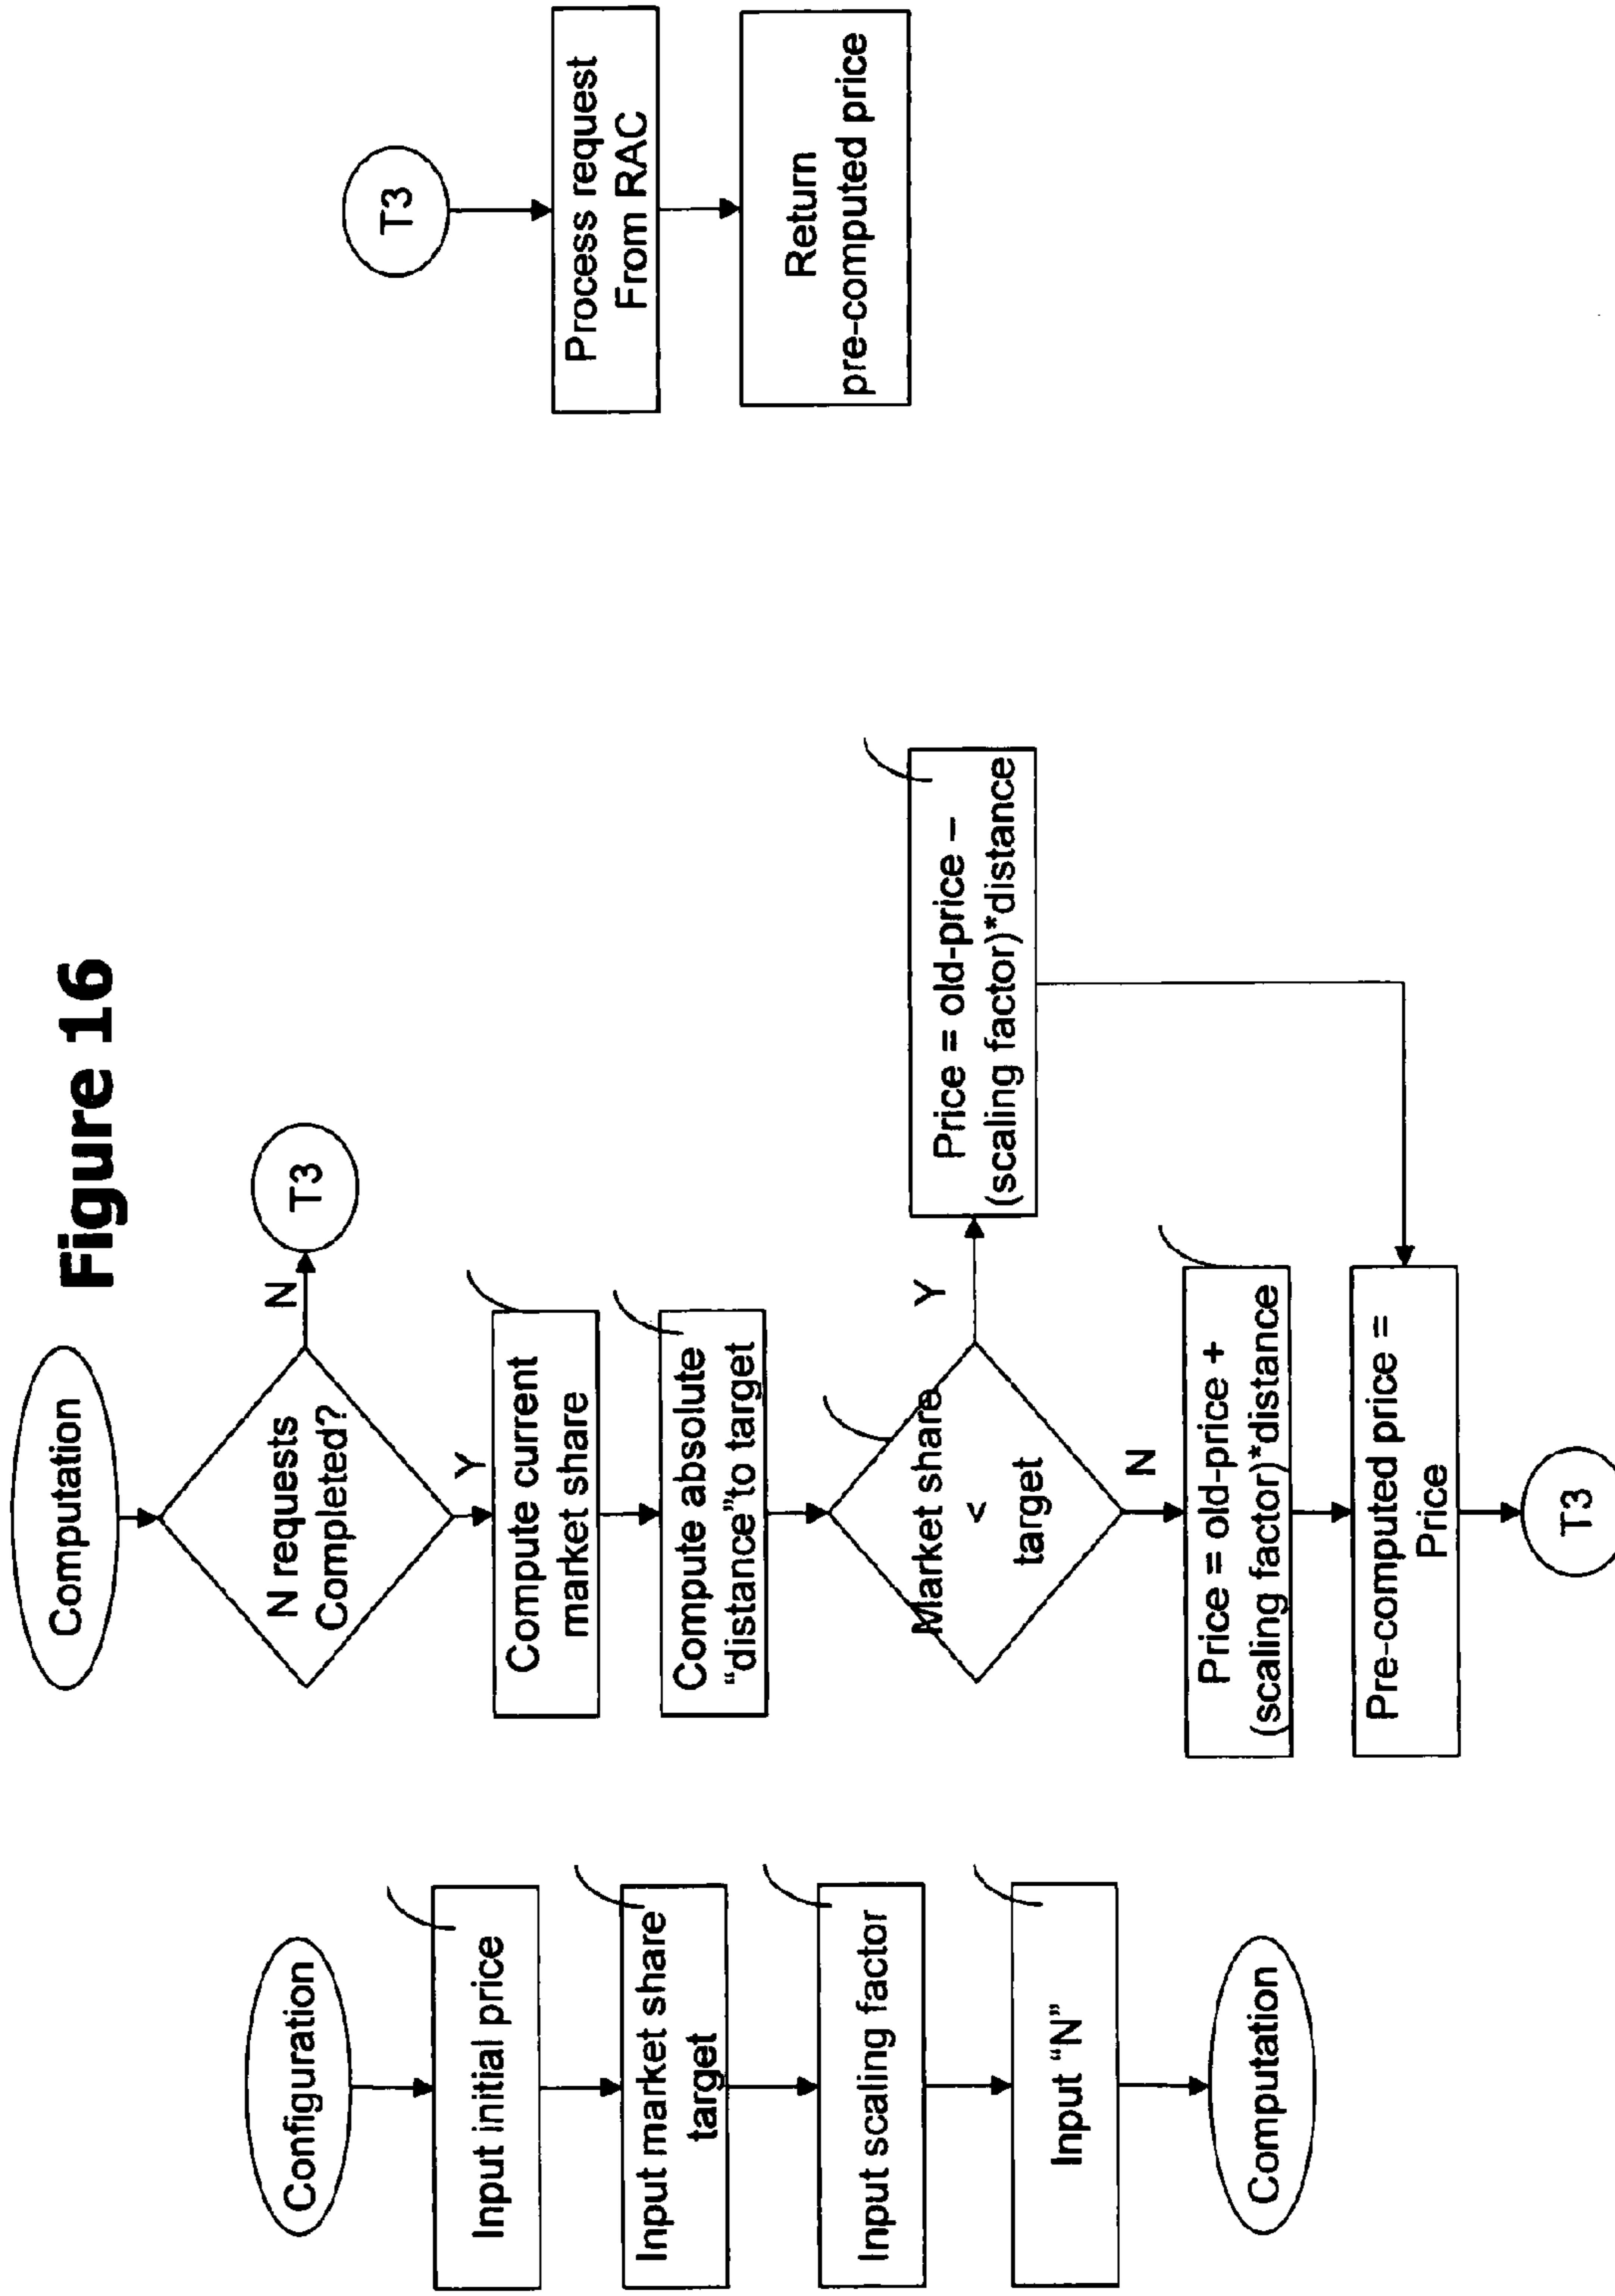 Figure 16
Configuration
Input initial price
Input market share
target
Input scaling factor
Input “N”
Computation
Computation
N requests
Completed?
N
T3
Y
Compute current
market share
Compute absolute
“distance”to target
Market share
<
target
Y
Price = old-price –
(scaling factor)*distance
N
Price = old-price +
(scaling factor)*distance
Pre-computed price =
Price
T3
T3
Process request
From RAC
Return
pre-computed price